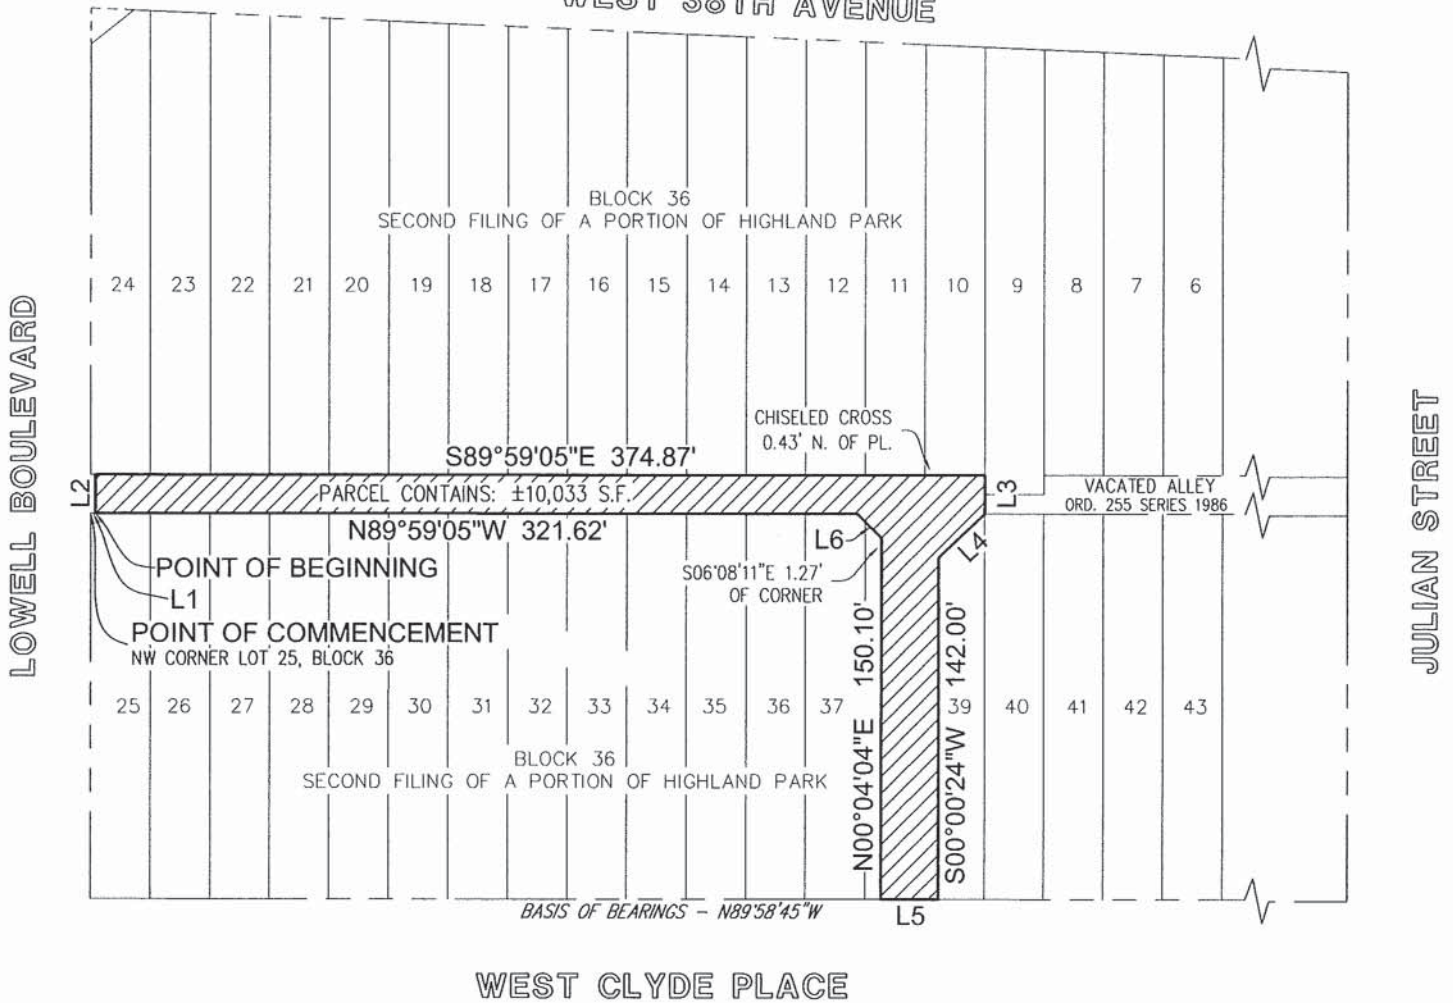 WEST 38TH AVENUE
BLOCK 36
SECOND FILING OF A PORTION OF HIGHLAND PARK
24 23 22 21 20 19 18 17 16 15 14 13 12 11 10 9 8 7 6
LOWELL BOULEVARD
JULIAN STREET
CHISELED CROSS
0.43' N. OF PL.
S89°59'05"E 374.87'
L2
PARCEL CONTAINS: ±10,033 S.F.
L3
VACATED ALLEY
ORD. 255 SERIES 1986
N89°59'05"W 321.62'
L6
L4
POINT OF BEGINNING
L1
S06°08'11"E 1.27'
OF CORNER
POINT OF COMMENCEMENT
NW CORNER LOT 25, BLOCK 36
N00°04'04"E 150.10'
S00°00'24"W 142.00'
25 26 27 28 29 30 31 32 33 34 35 36 37 39 40 41 42 43
BLOCK 36
SECOND FILING OF A PORTION OF HIGHLAND PARK
BASIS OF BEARINGS - N89°58'45"W
L5
WEST CLYDE PLACE